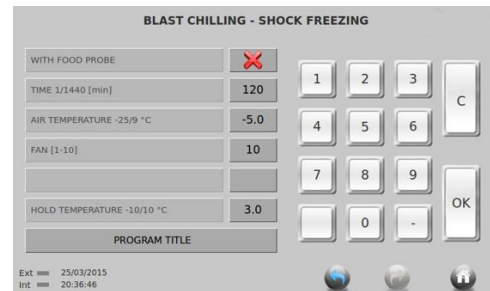 BLAST CHILLING - SHOCK FREEZING
WITH FOOD PROBE
TIME 1/1440 [min] 120
AIR TEMPERATURE -25/9 °C -5.0
FAN [1-10] 10
HOLD TEMPERATURE -10/10 °C 3.0
PROGRAM TITLE
1 2 3
C
4 5 6
7 8 9
OK
0 -
Ext 25/03/2015
Int 20:36:46